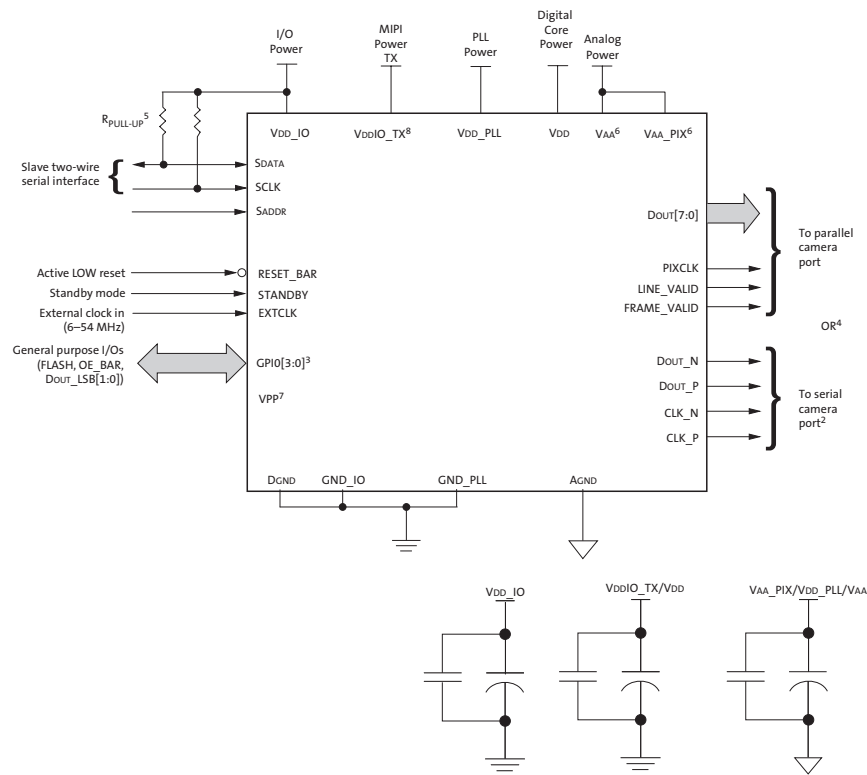 I/O
Power
MIPI
Power
TX
PLL
Power
Digital
Core
Power
Analog
Power
RPULL-UP5
VDD_IO
VDDIO_TX8
VDD_PLL
VDD
VAA6
VAA_PIX6
Slave two-wire
serial interface
SDATA
SCLK
SADDR
DOUT[7:0]
To parallel
camera
port
PIXCLK
LINE_VALID
FRAME_VALID
Active LOW reset
RESET_BAR
Standby mode
STANDBY
External clock in
(6–54 MHz)
EXTCLK
OR4
General purpose I/Os
(FLASH, OE_BAR,
DOUT_LSB[1:0])
GPI0[3:0]3
VPP7
DOUT_N
DOUT_P
CLK_N
CLK_P
To serial
camera
port2
DGND
GND_IO
GND_PLL
AGND
VDD_IO
VDDIO_TX/VDD
VAA_PIX/VDD_PLL/VAA